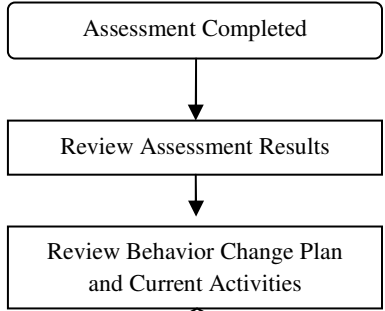 Assessment Completed
Review Assessment Results
Review Behavior Change Plan
and Current Activities